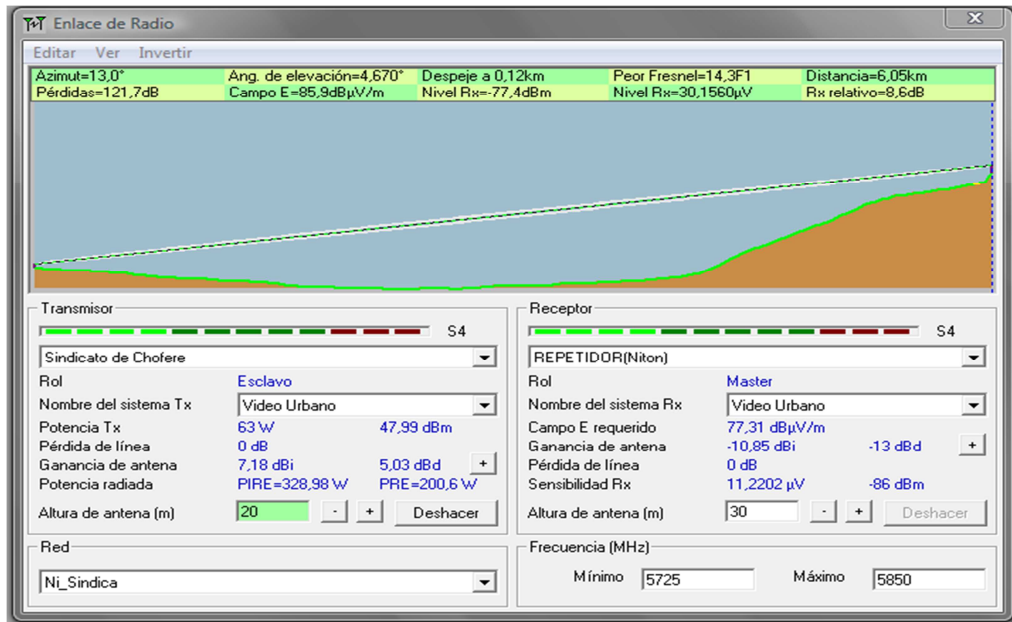 Enlace de Radio
Editar Ver Invertir
Azimut=13,0° Ang. de elevación=4,670° Despeje a 0,12km Peor Fresnel=14,3F1 Distancia=6,05km
Pérdidas=121,7dB Campo E=85,9dBµV/m Nivel Rx=-77,4dBm Nivel Rx=30,1560µV Rx relativo=8,6dB
Transmisor
S4
Sindicato de Chofere
Rol Esclavo
Nombre del sistema Tx Video Urbano
Potencia Tx 63 W 47,99 dBm
Pérdida de línea 0 dB
Ganancia de antena 7,18 dBi 5,03 dBd +
Potencia radiada PIRE=328,98 W PRE=200,6 W
Altura de antena (m) 20 - + Deshacer
Red
Ni_Sindica
Receptor
S4
REPETIDOR(Niton)
Rol Master
Nombre del sistema Rx Video Urbano
Campo E requerido 77,31 dBµV/m
Ganancia de antena -10,85 dBi -13 dBd +
Pérdida de línea 0 dB
Sensibilidad Rx 11,2202 µV -86 dBm
Altura de antena (m) 30 - + Deshacer
Frecuencia (MHz)
Mínimo 5725 Máximo 5850